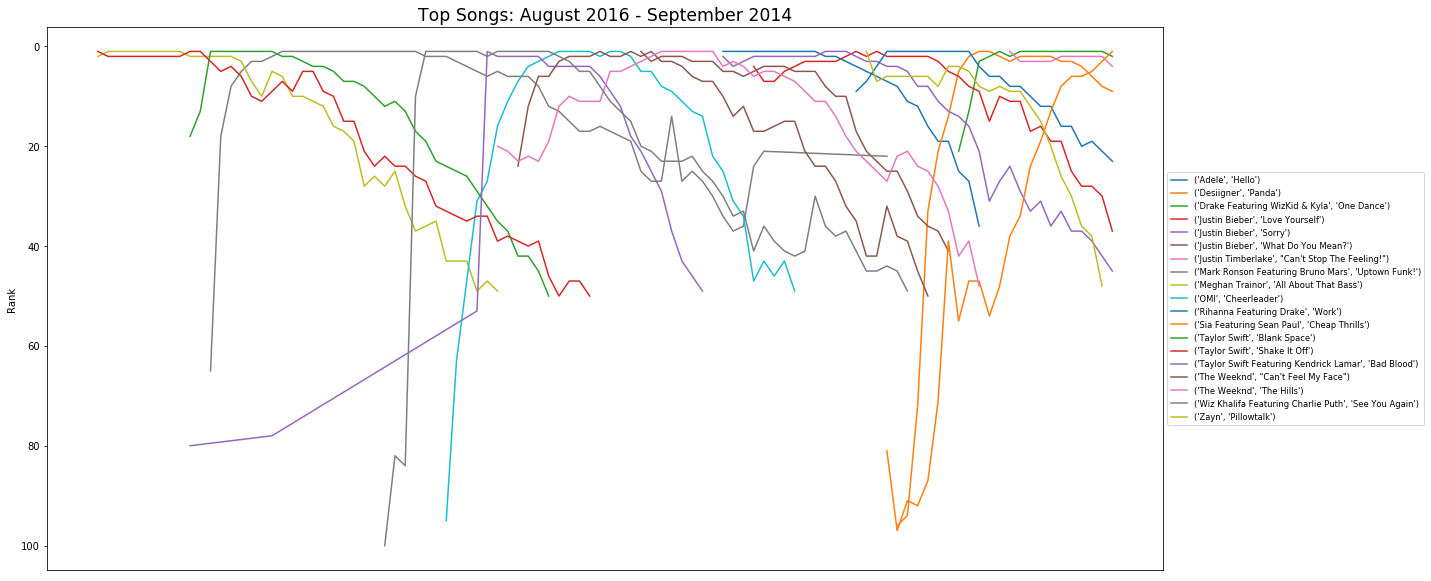 Top Songs: August 2016 - September 2014
Rank
0
20
40
60
80
100
('Adele', 'Hello')
('Desiigner', 'Panda')
('Drake Featuring WizKid & Kyla', 'One Dance')
('Justin Bieber', 'Love Yourself')
('Justin Bieber', 'Sorry')
('Justin Bieber', 'What Do You Mean?')
('Justin Timberlake', "Can't Stop The Feeling!")
('Mark Ronson Featuring Bruno Mars', 'Uptown Funk!')
('Meghan Trainor', 'All About That Bass')
('OMI', 'Cheerleader')
('Rihanna Featuring Drake', 'Work')
('Sia Featuring Sean Paul', 'Cheap Thrills')
('Taylor Swift', 'Blank Space')
('Taylor Swift', 'Shake It Off')
('Taylor Swift Featuring Kendrick Lamar', 'Bad Blood')
('The Weeknd', "Can't Feel My Face")
('The Weeknd', 'The Hills')
('Wiz Khalifa Featuring Charlie Puth', 'See You Again')
('Zayn', 'Pillowtalk')